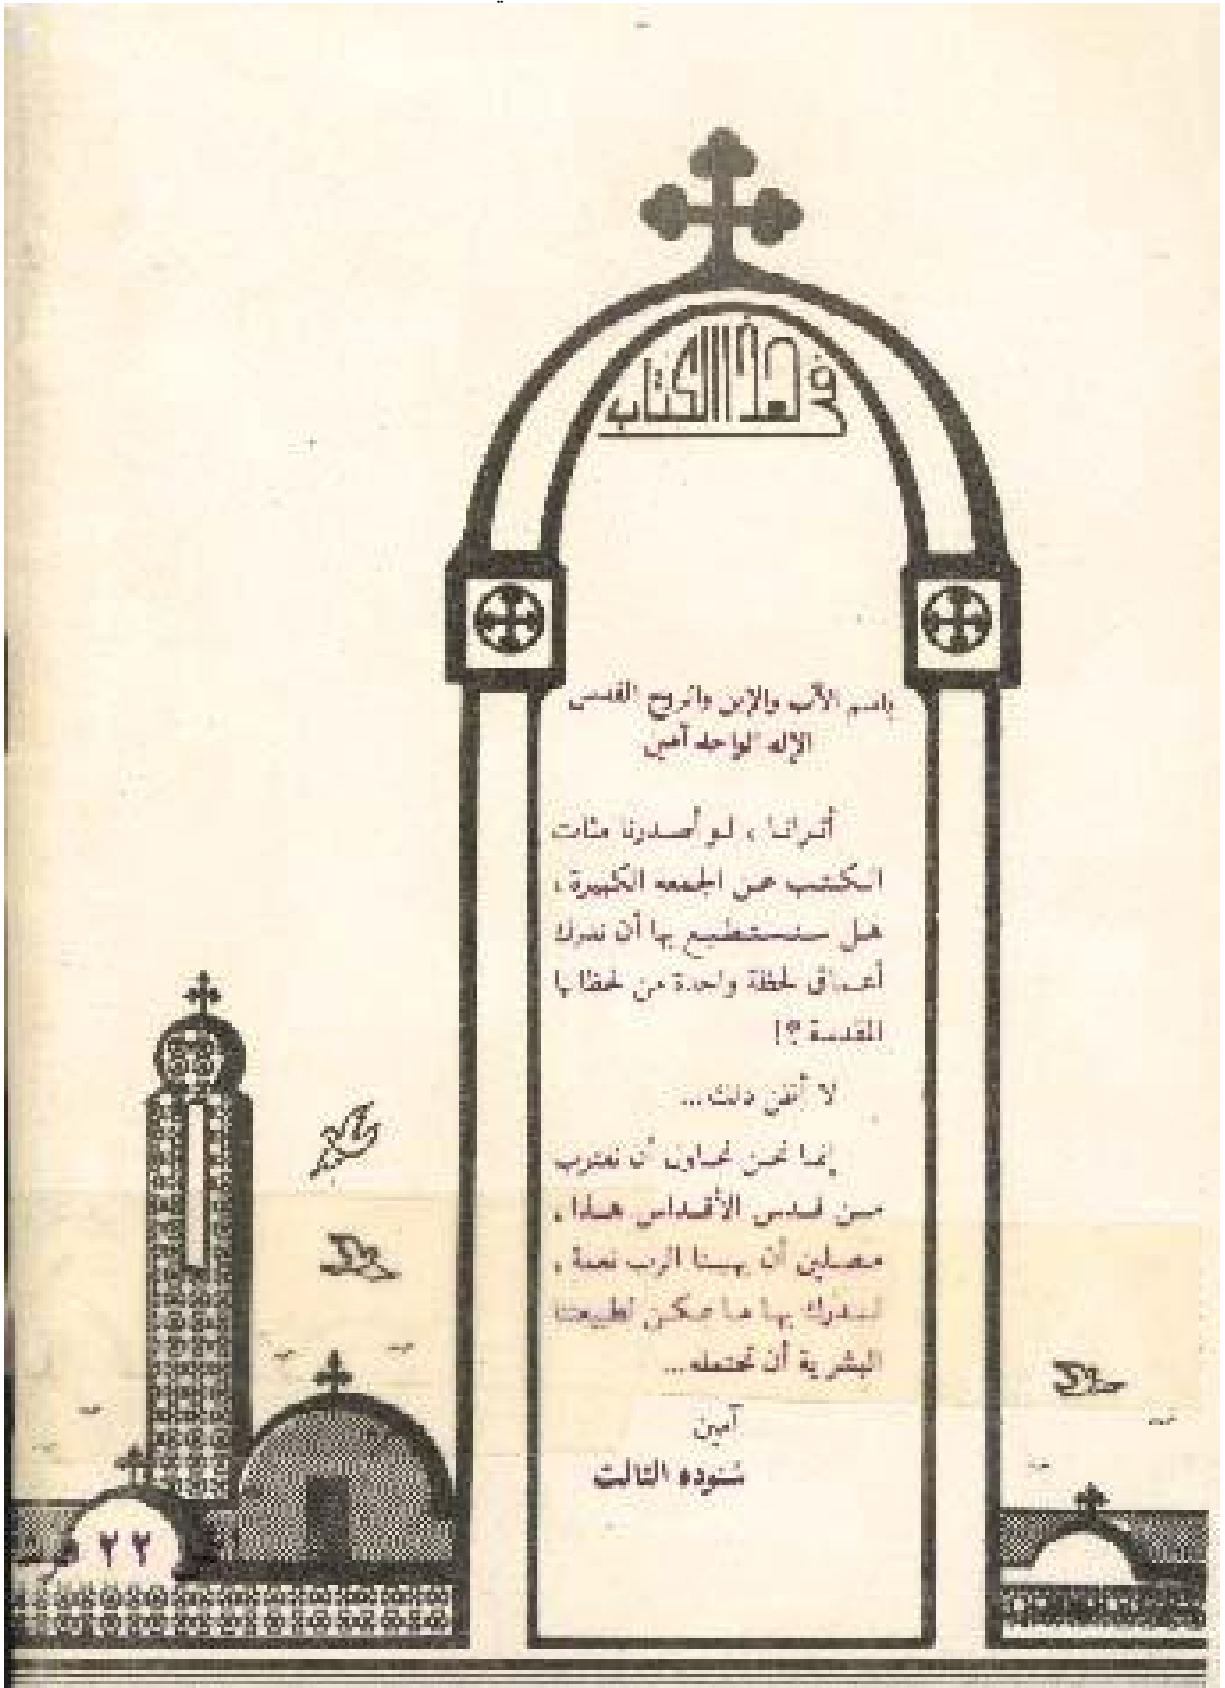 في هذا الكتاب
باسم الآب والإبن والروح القدس
الإله الواحد آمين
أترانا ، لو أصدرنا مئات
الكتب عن الجمعه الكبيرة ،
هل سنستطيع بها أن ندرك
أعماق لحظة واحدة من لحظاتها
المقدسة ؟!
لا أظن ذلك...
إنما نحن نحاول أن نقترب
من قدس الأقداس هذا ،
مصلين أن يهبنا الرب نعمة ،
لندرك بها ما يمكن لطبيعتنا
البشرية أن تحتمله...
آمين
شنوده الثالث
٢٢